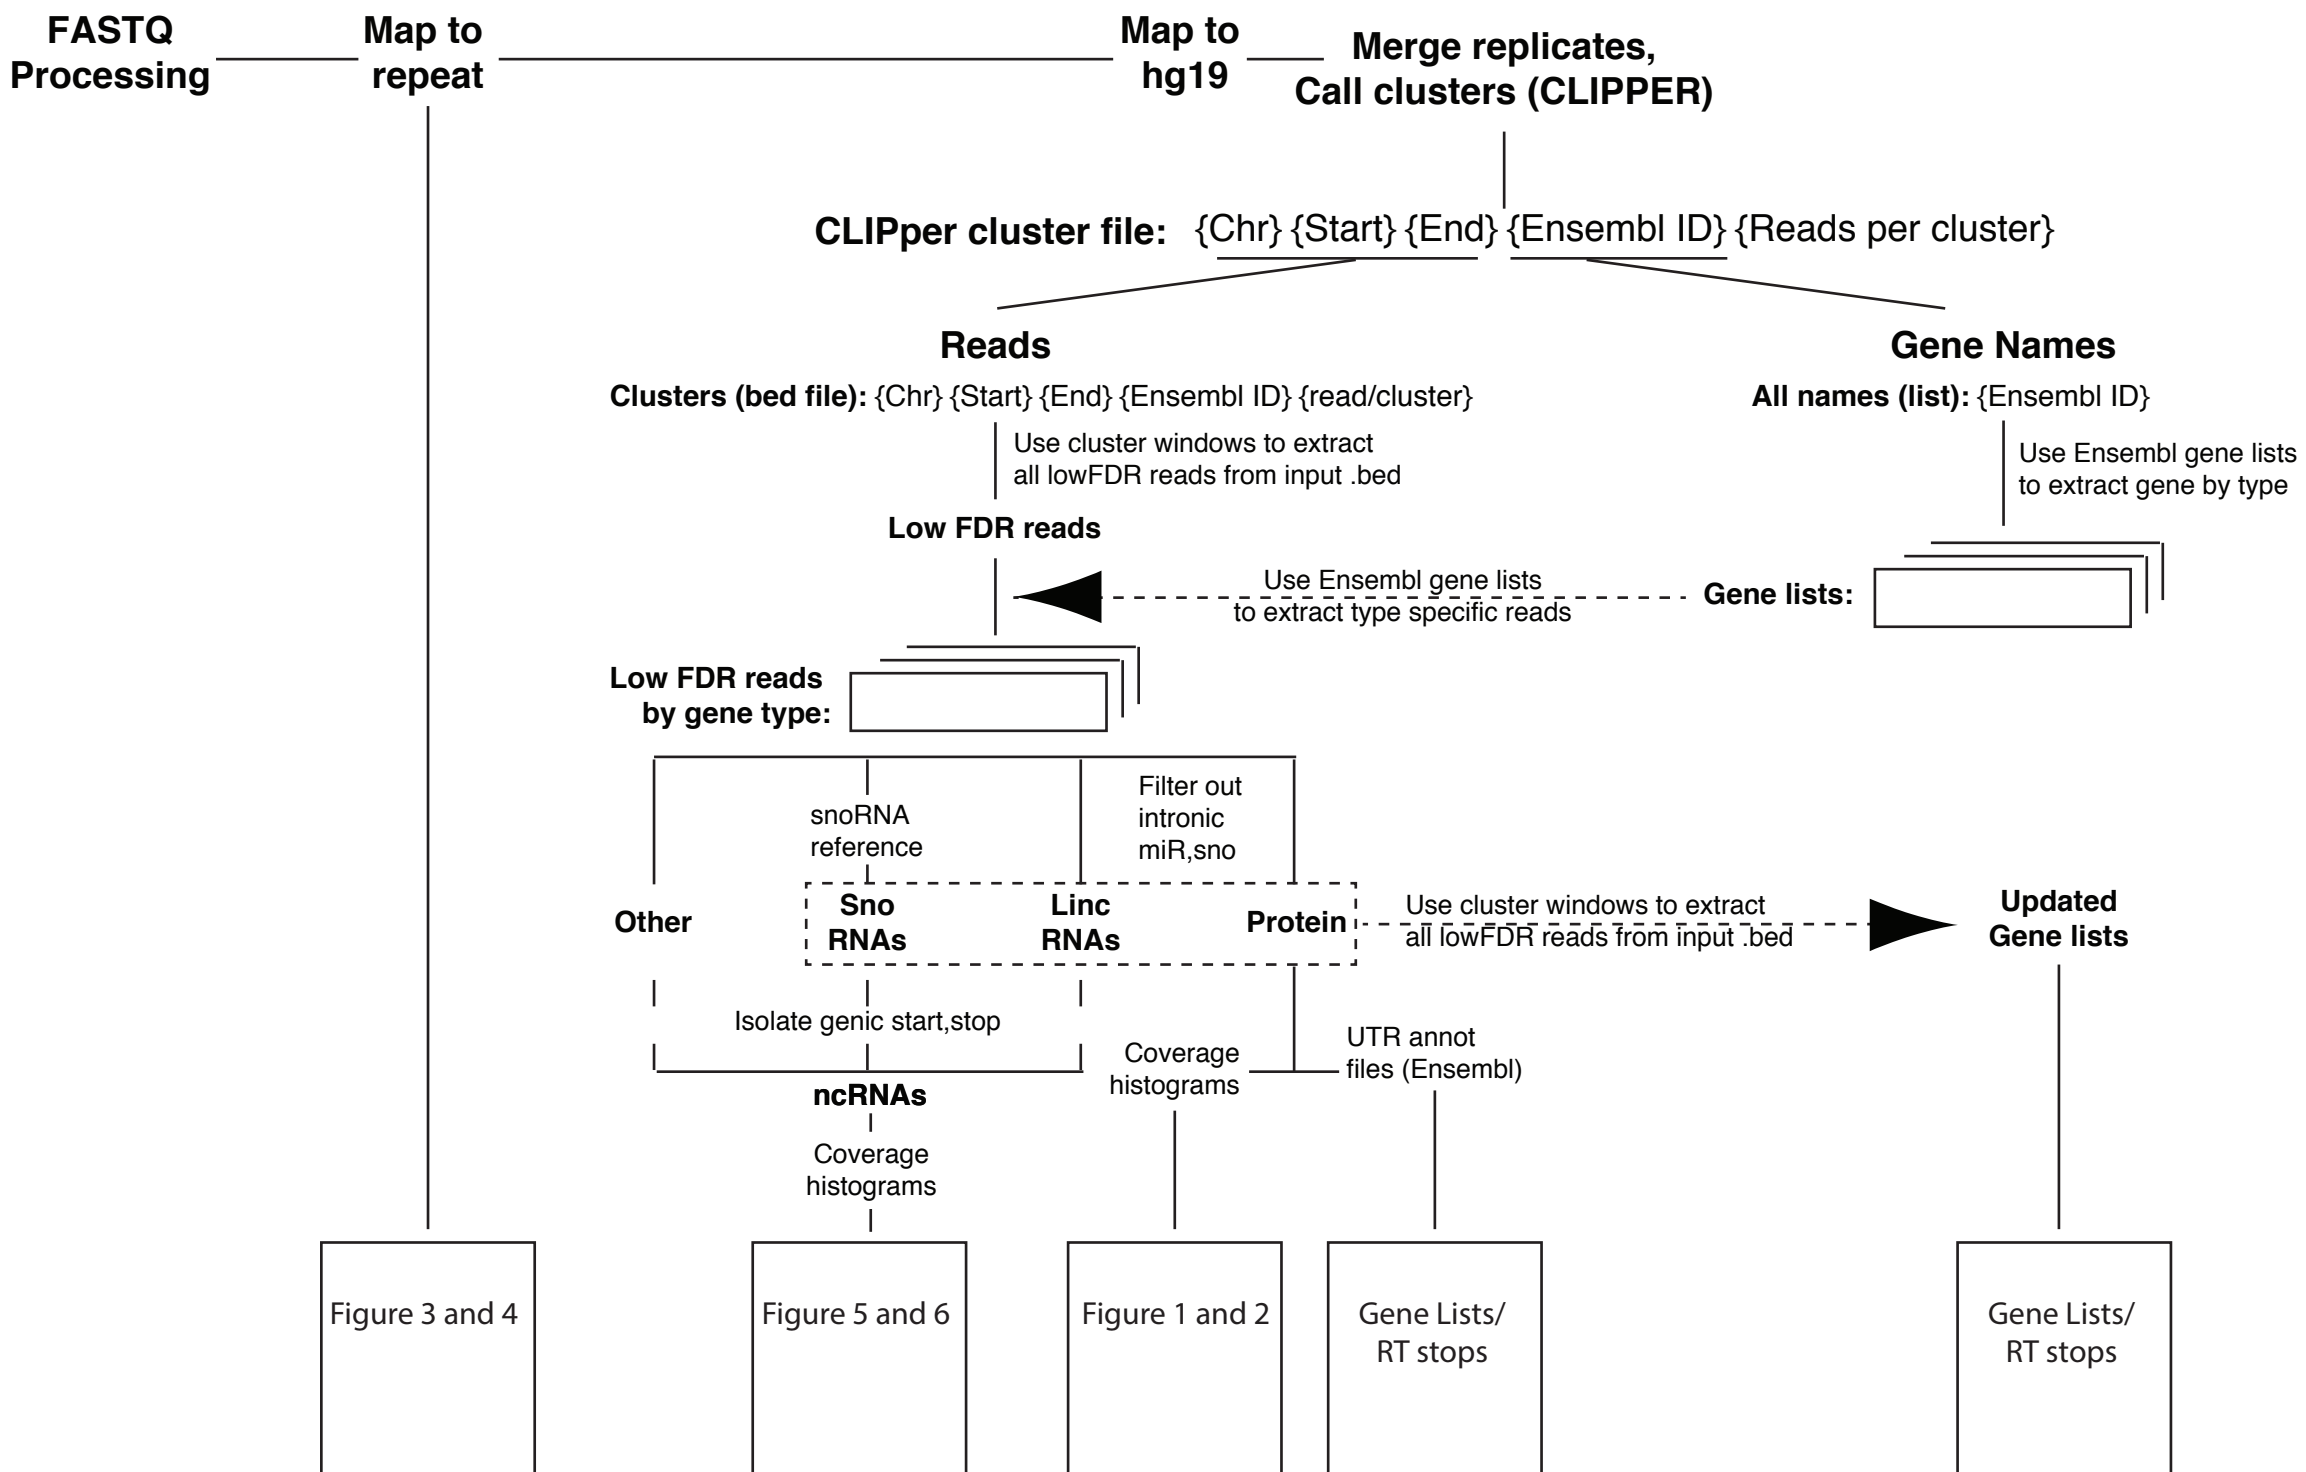 FASTQ
Processing
Map to
repeat
Map to
hg19
Merge replicates,
Call clusters (CLIPPER)
CLIPper cluster file: {Chr} {Start} {End} {Ensembl ID} {Reads per cluster}
Reads
Gene Names
Clusters (bed file): {Chr} {Start} {End} {Ensembl ID} {read/cluster}
All names (list): {Ensembl ID}
Use cluster windows to extract
all lowFDR reads from input .bed
Use Ensembl gene lists
to extract gene by type
Low FDR reads
Use Ensembl gene lists
to extract type specific reads
Gene lists:
Low FDR reads
by gene type:
snoRNA
reference
Filter out
intronic
miR,sno
Other
Sno
RNAs
Linc
RNAs
Protein
Use cluster windows to extract
all lowFDR reads from input .bed
Updated
Gene lists
Isolate genic start,stop
Coverage
histograms
UTR annot
files (Ensembl)
ncRNAs
Coverage
histograms
Figure 3 and 4
Figure 5 and 6
Figure 1 and 2
Gene Lists/
RT stops
Gene Lists/
RT stops